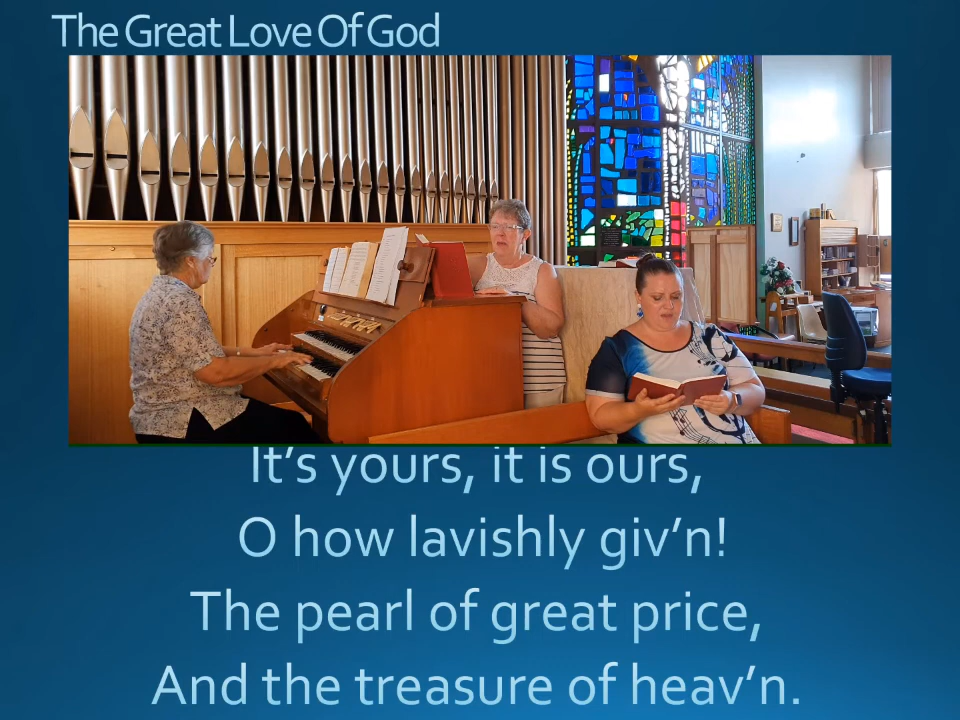 The Great Love Of God
It's yours, it is ours,
O how lavishly giv'n!
The pearl of great price,
And the treasure of heav'n.